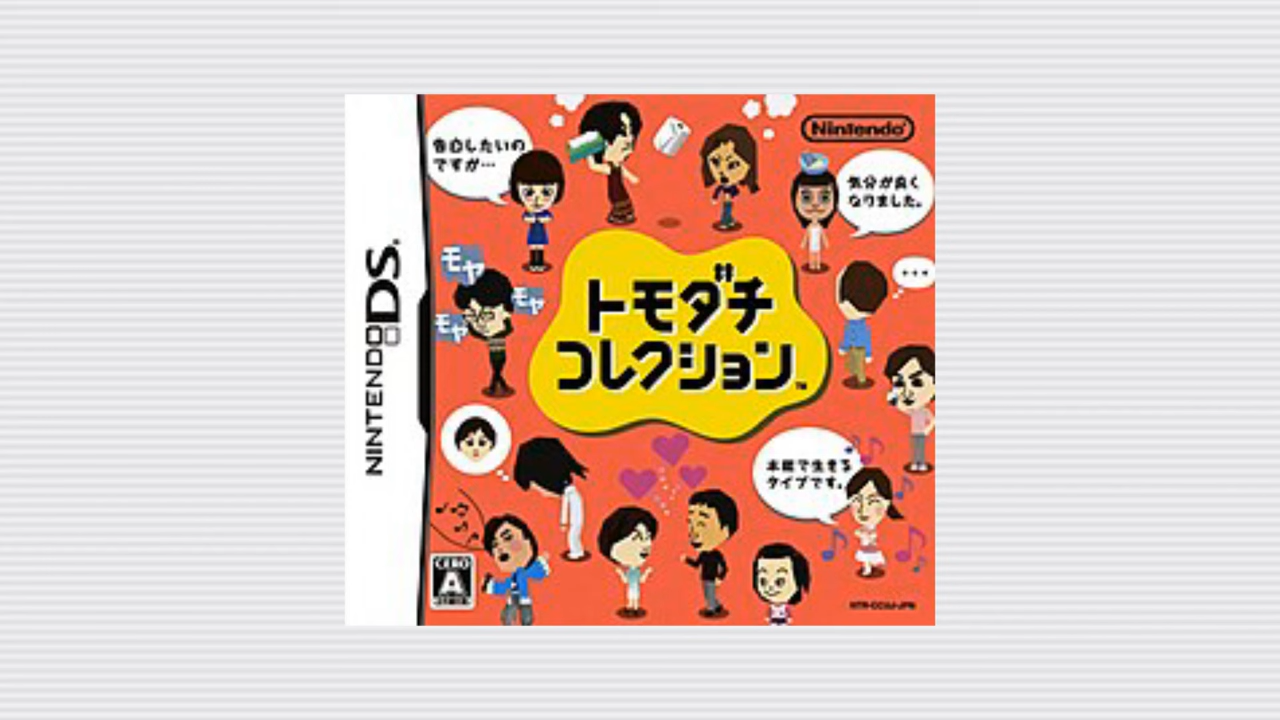 NINTENDO DS
Nintendo
告白したいの
ですが…
気分が良く
なりました。
モヤ
モヤ
モヤ
…
トモダチ
コレクション™
本能で生きる
タイプです。
CERO
A
NTR-CCUJ-JPN